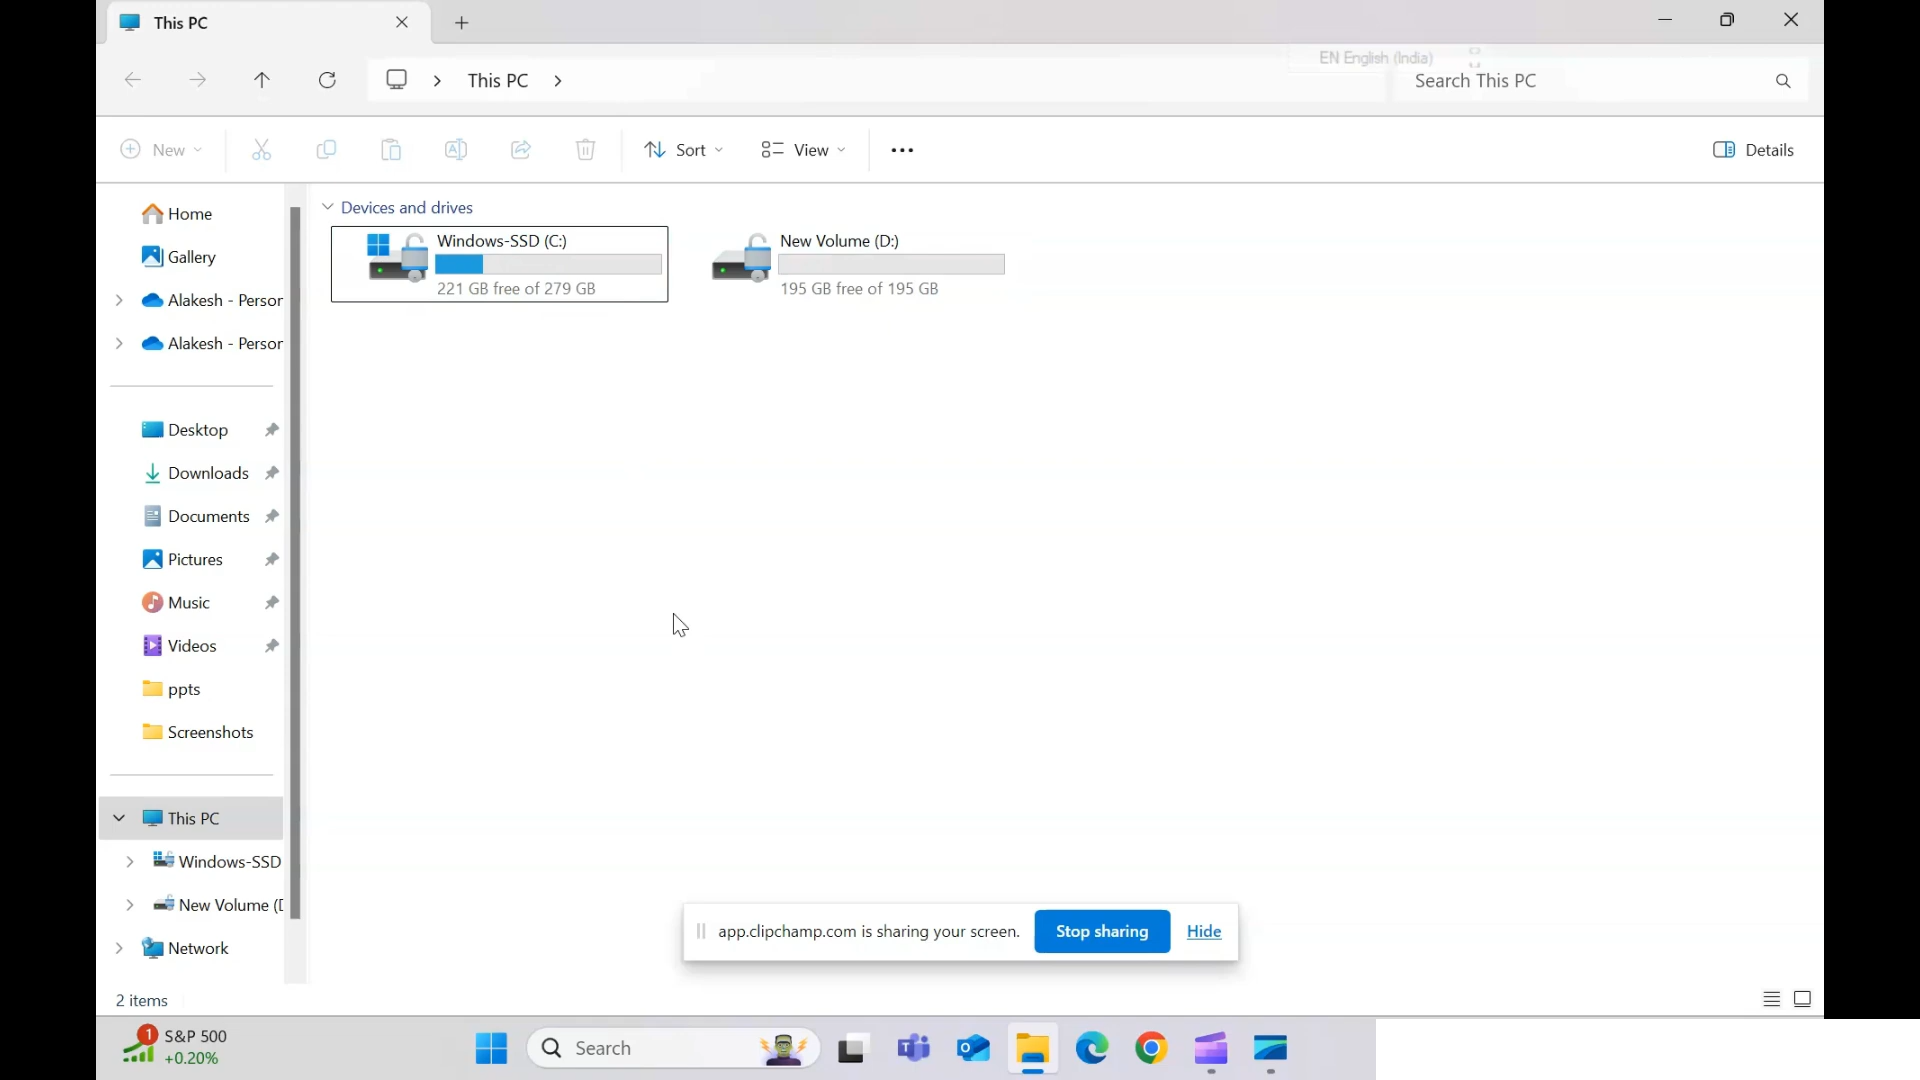 This PC
EN English (India)
This PC
Search This PC
New
Sort
View
Details
Home
Gallery
Alakesh - Person
Alakesh - Person
Desktop
Downloads
Documents
Pictures
Music
Videos
ppts
Screenshots
This PC
Windows-SSD
New Volume (D
Network
Devices and drives
Windows-SSD (C:)
221 GB free of 279 GB
New Volume (D:)
195 GB free of 195 GB
app.clipchamp.com is sharing your screen.
Stop sharing
Hide
2 items
1
S&P 500
+0.20%
Search